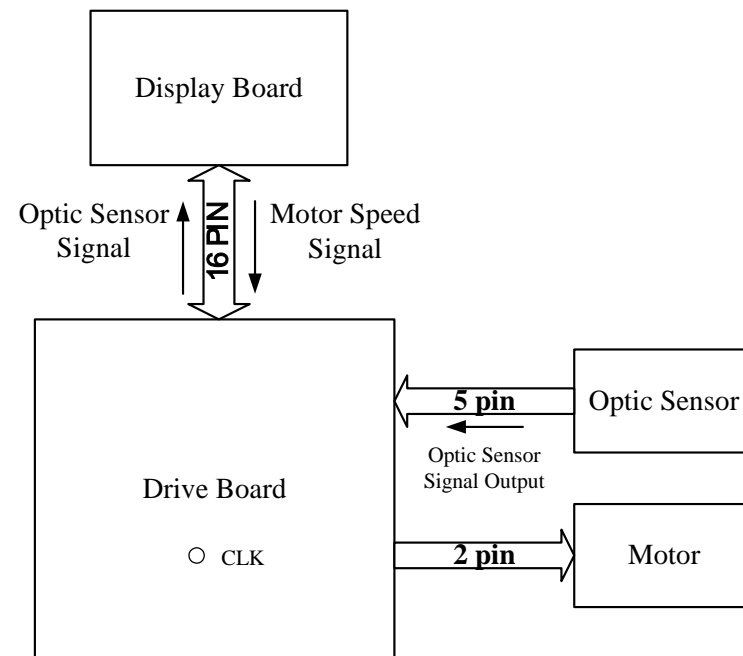 Display Board
Optic Sensor
Signal
16 PIN
Motor Speed
Signal
5 pin
Optic Sensor
Optic Sensor
Signal Output
Drive Board
CLK
2 pin
Motor